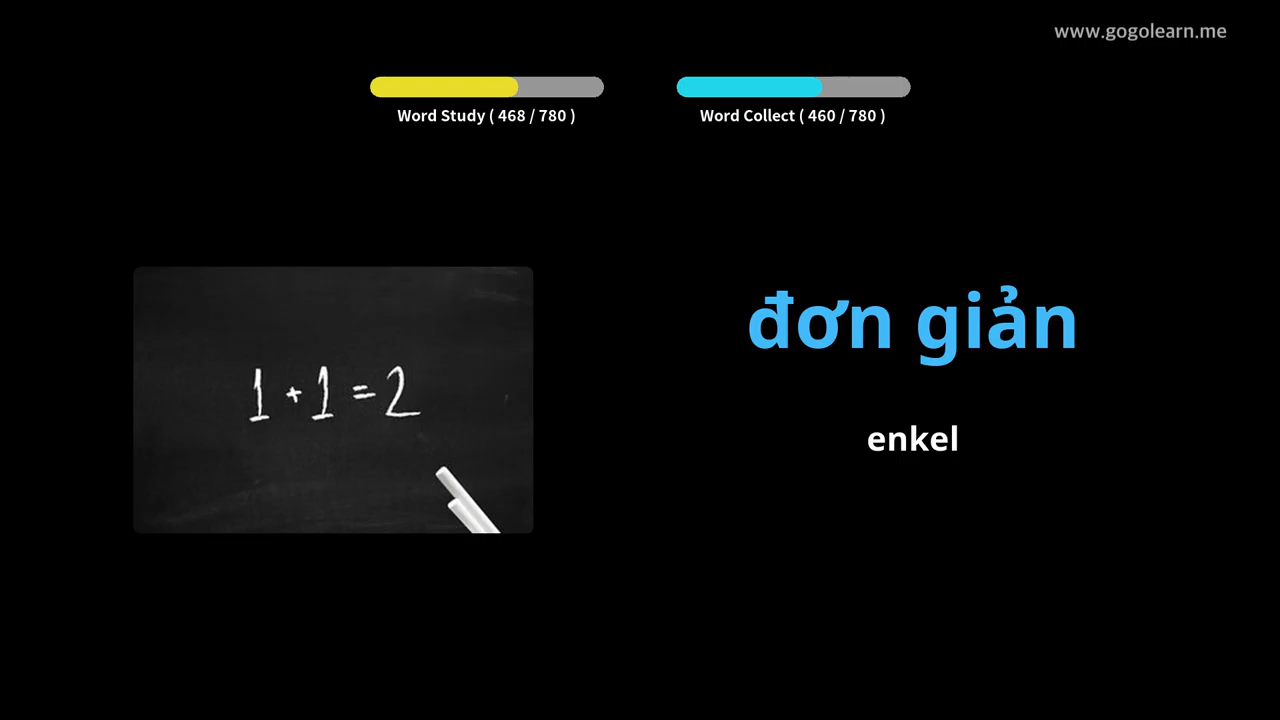 www.gogolearn.me
Word Study ( 468 / 780 )
Word Collect ( 460 / 780 )
1 + 1 = 2
đơn giản
enkel